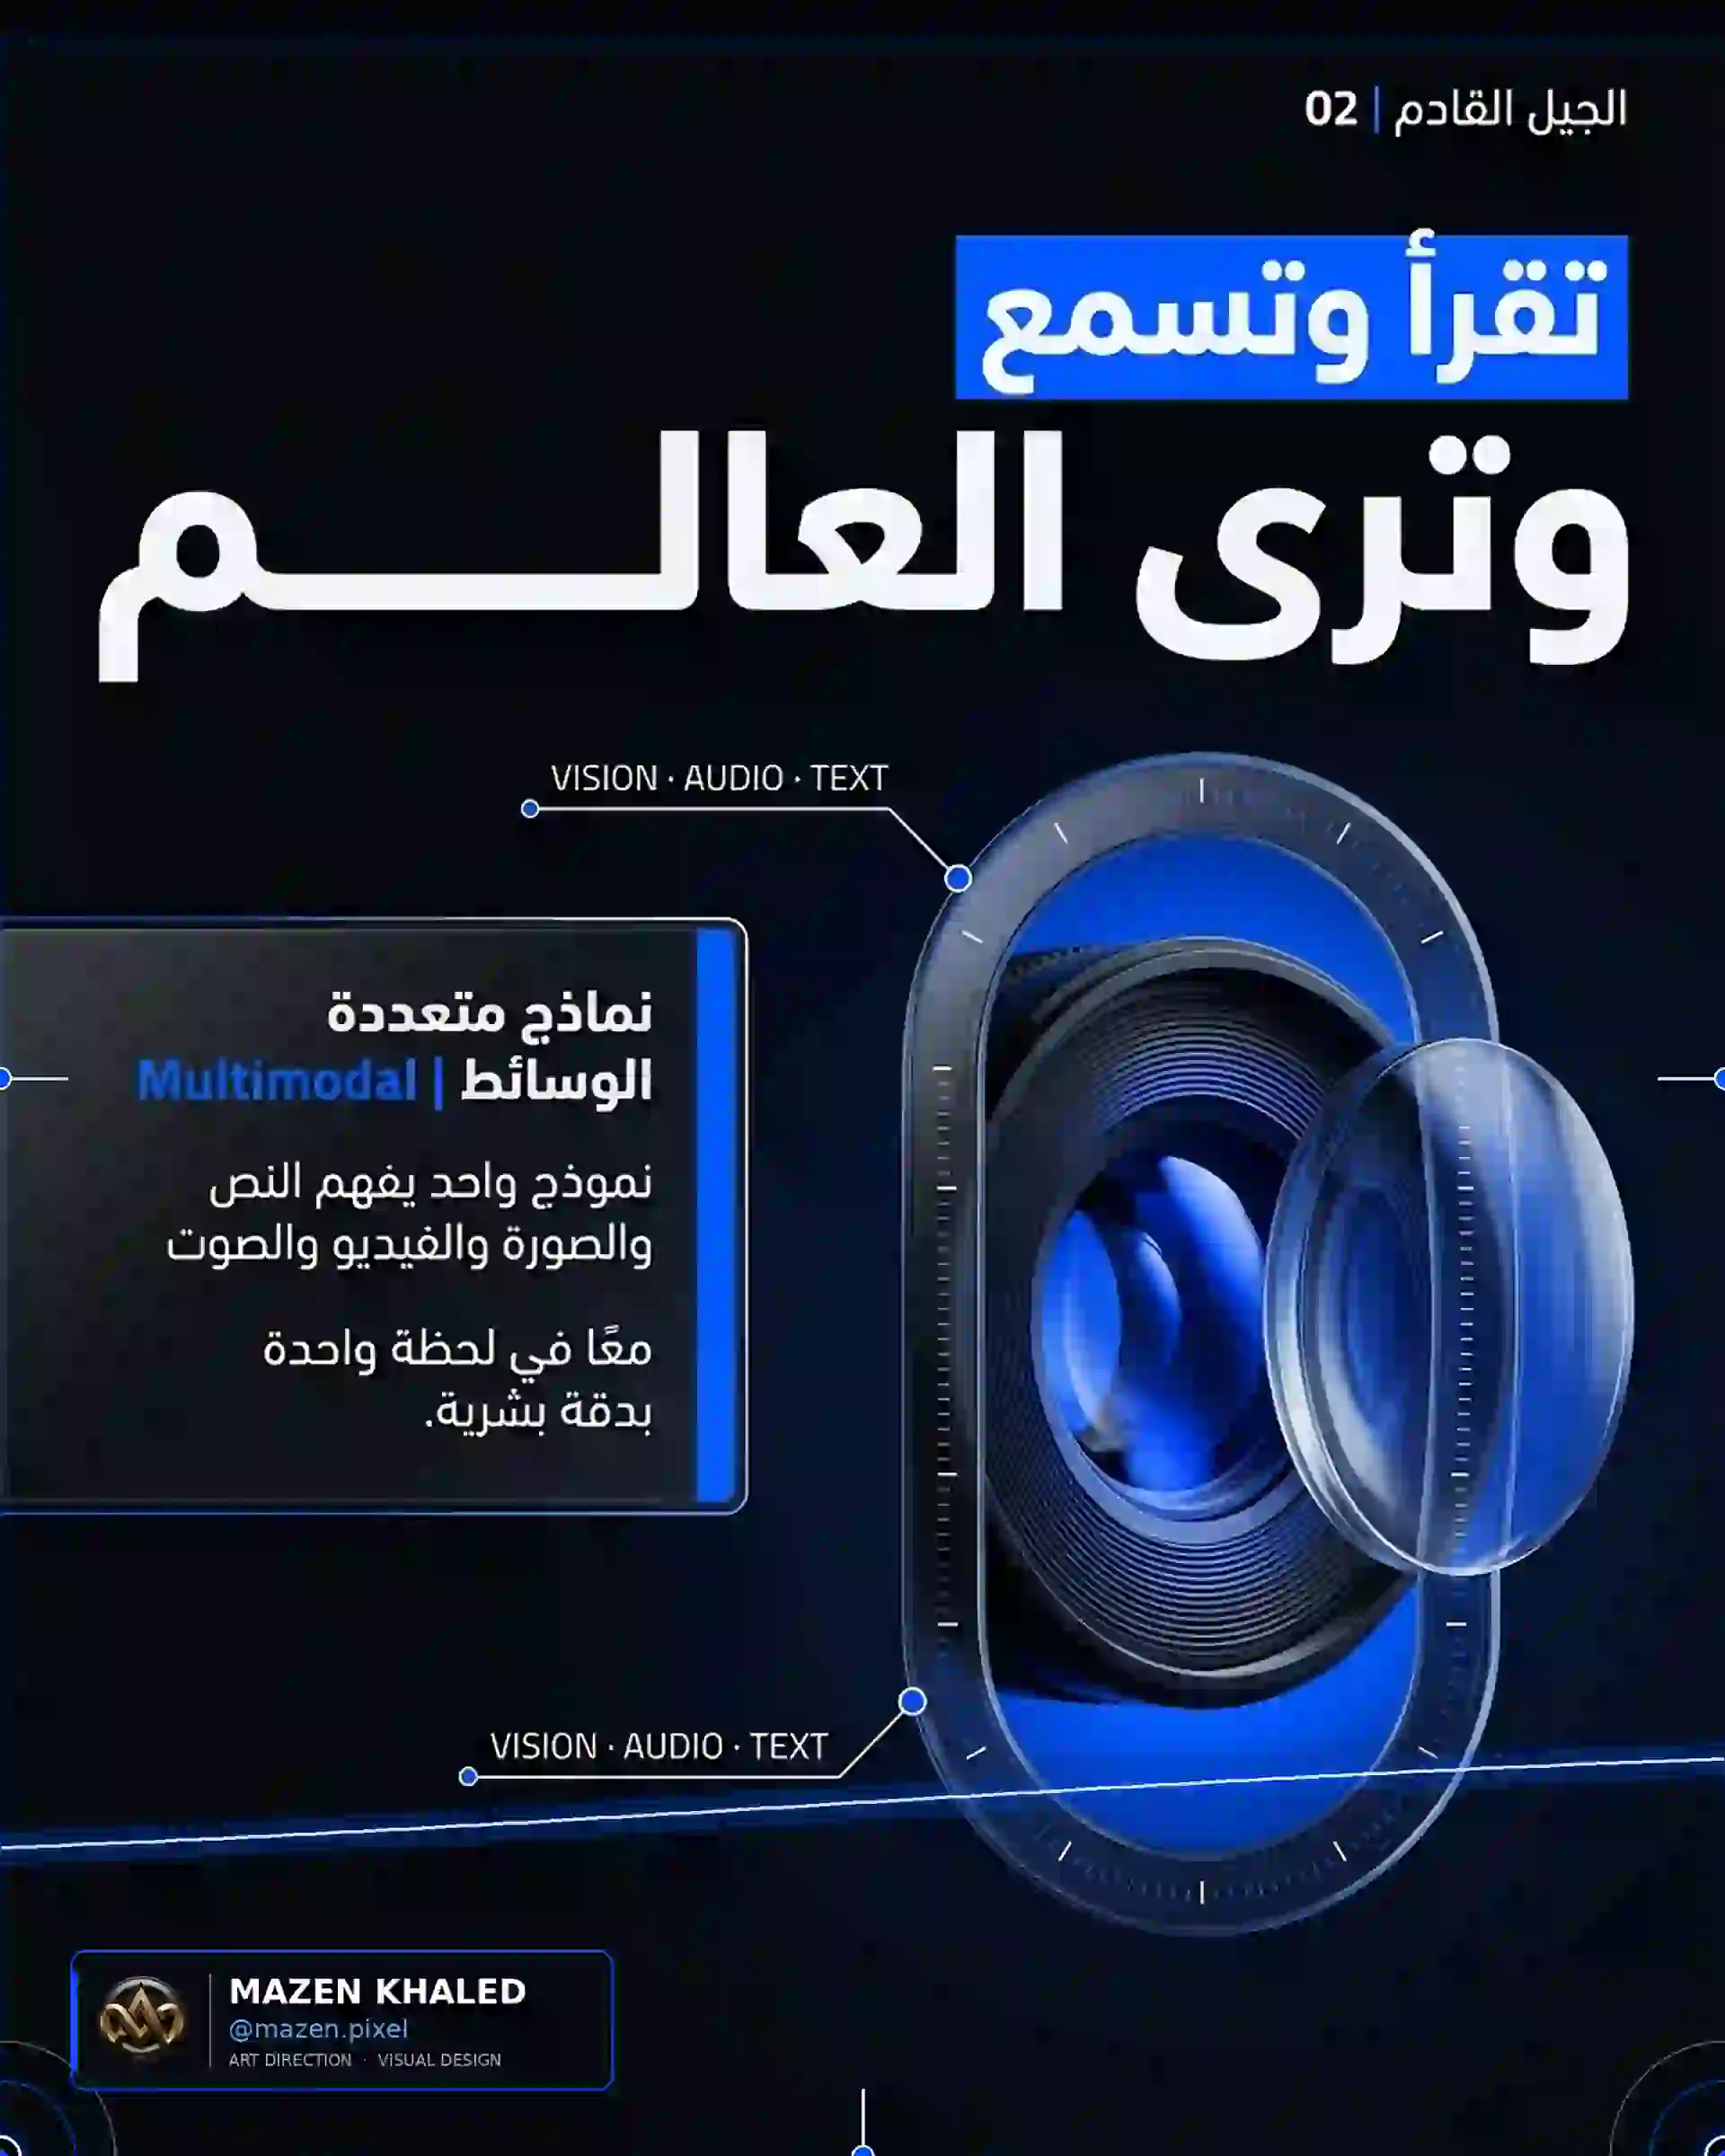 الجيل القادم | 02
تقرأ وتسمع
وترى العالـــــم
VISION · AUDIO · TEXT
نماذج متعددة
الوسائط | Multimodal
نموذج واحد يفهم النص
والصورة والفيديو والصوت
معًا في لحظة واحدة
بدقة بشرية.
VISION · AUDIO · TEXT
MAZEN KHALED
@mazen.pixel
ART DIRECTION · VISUAL DESIGN